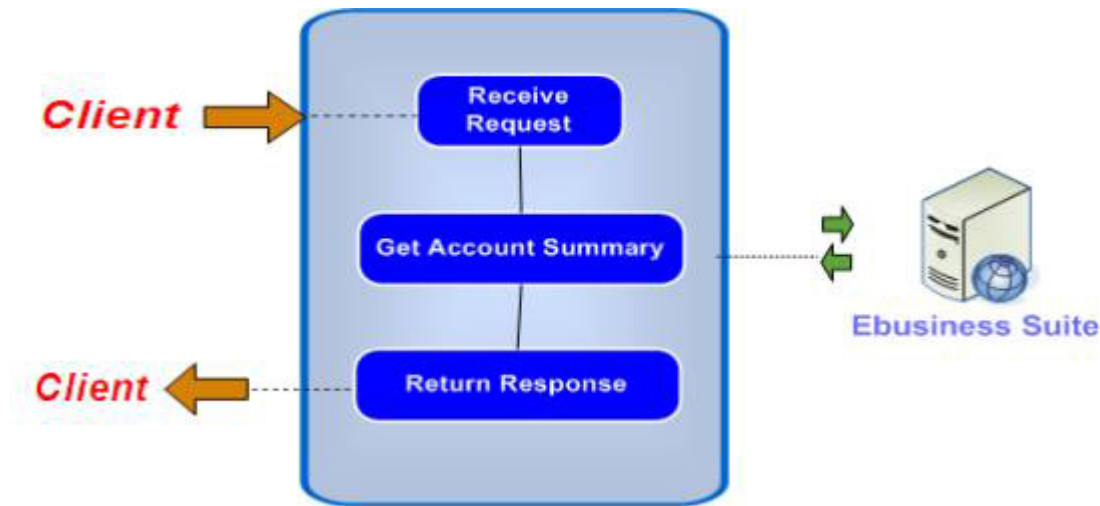 Client
Receive
Request
Get Account Summary
Ebusiness Suite
Client
Return Response